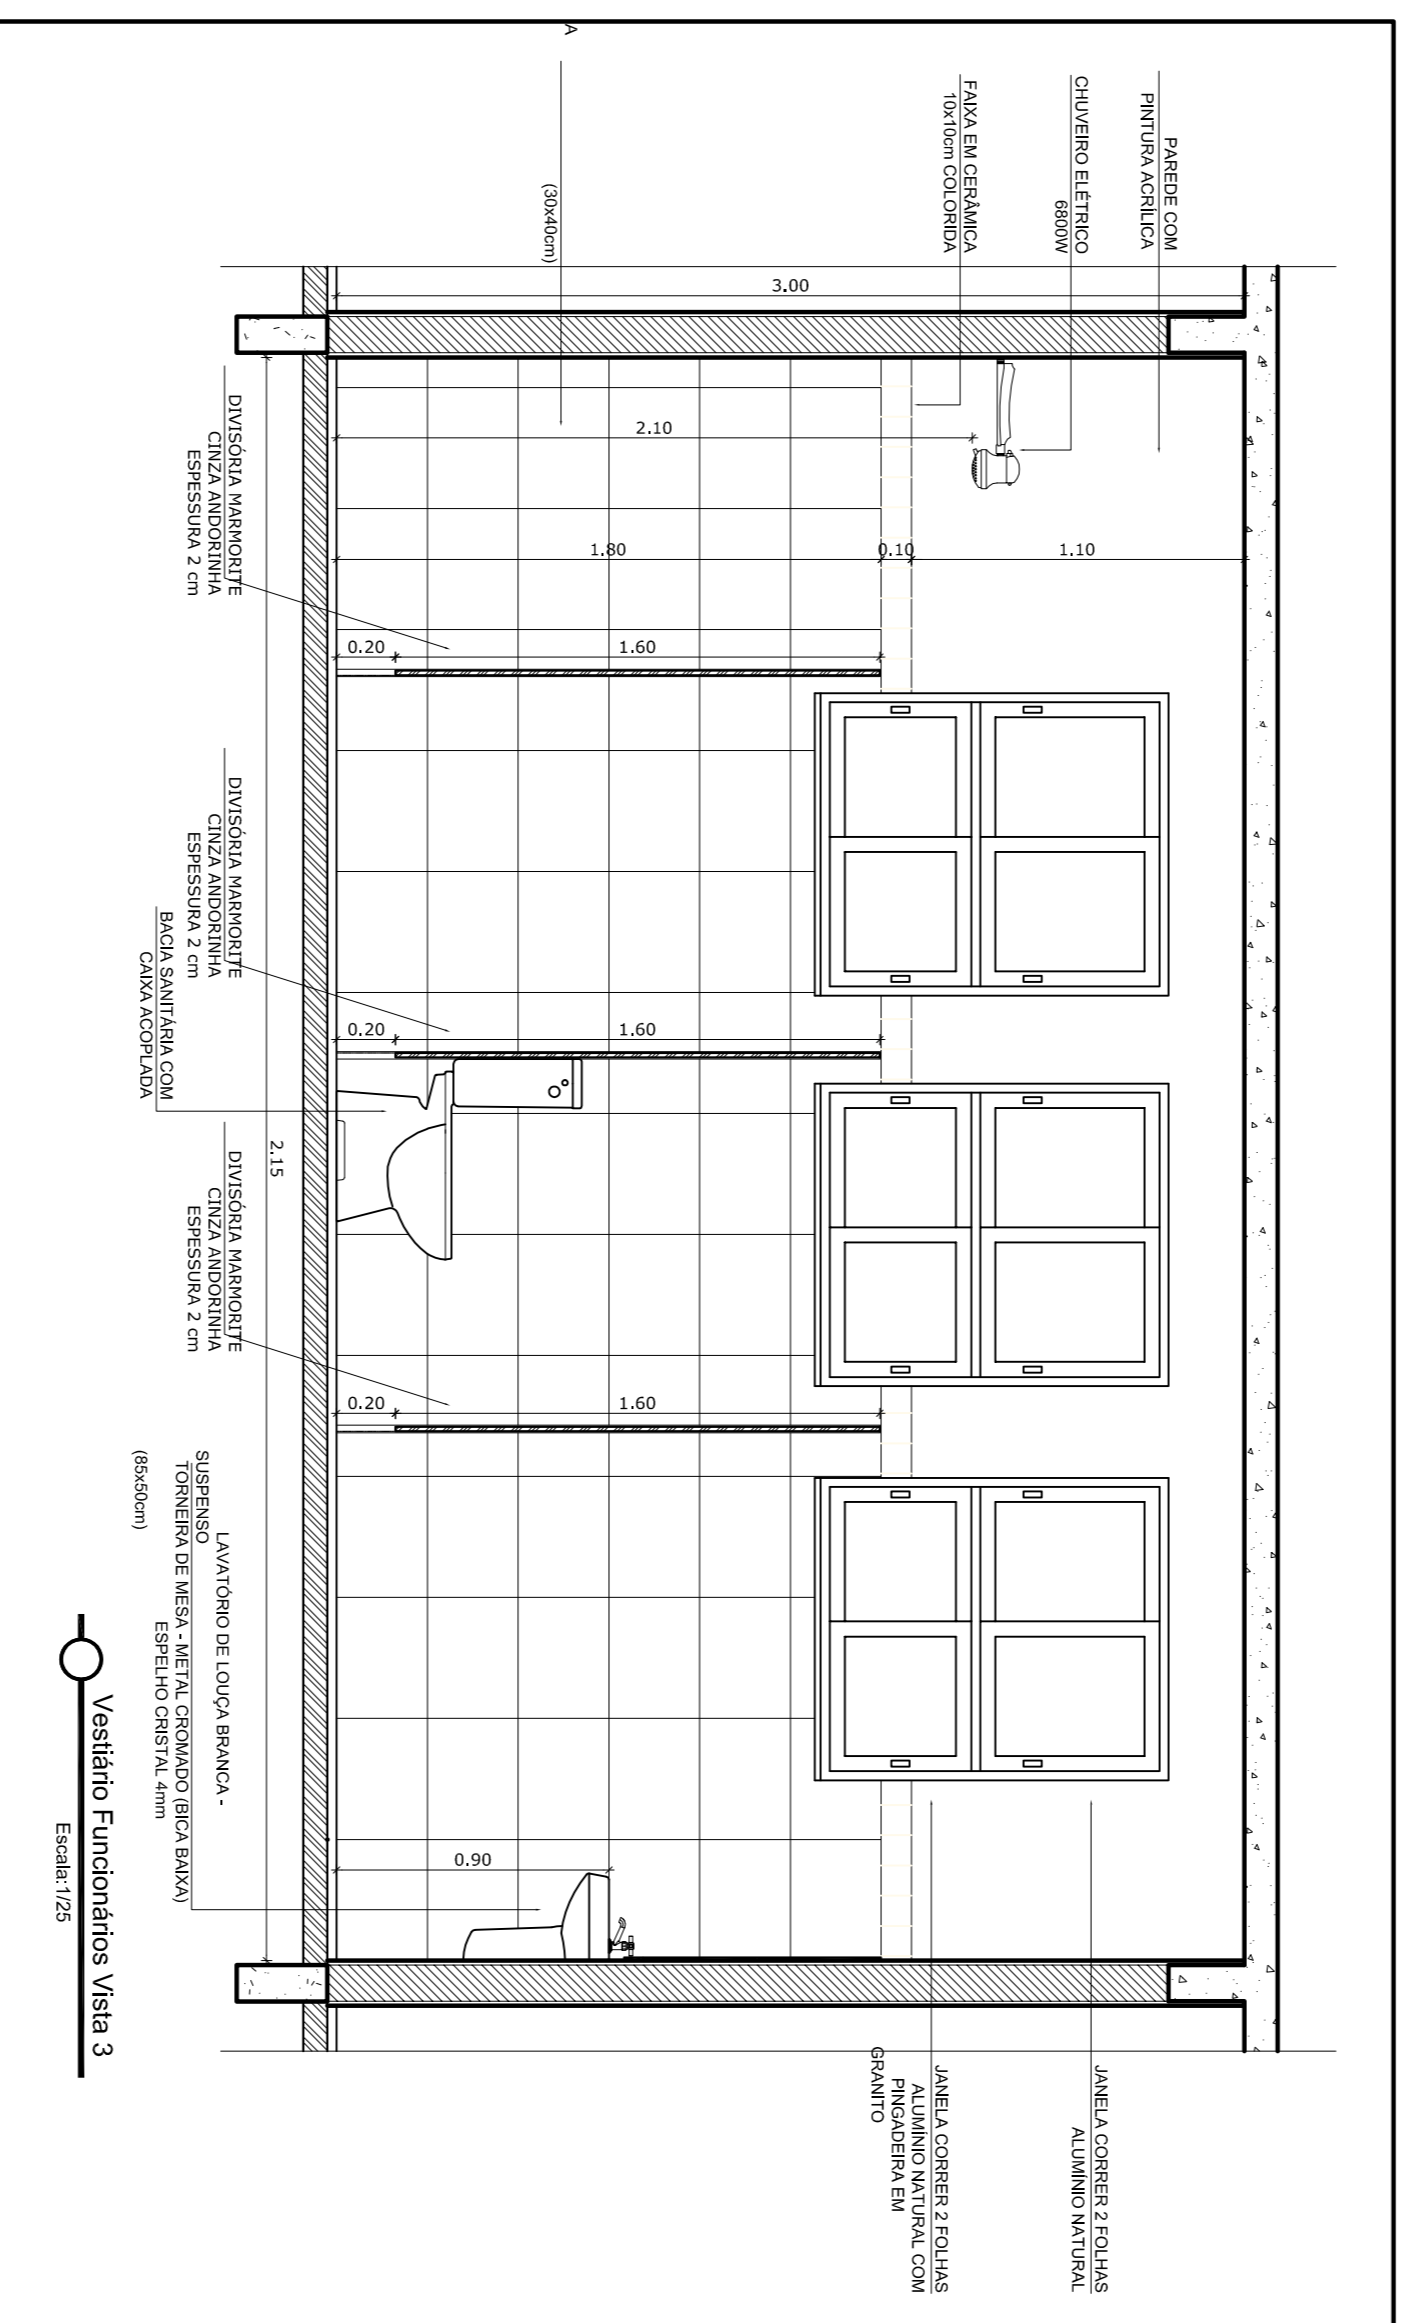 PAREDE COM
PINTURA ACRÍLICA
CHUVEIRO ELÉTRICO
6800W
FAIXA EM CERÂMICA
10x10cm COLORIDA
A
(30x40cm)
3.00
2.10
1.10
0.10
1.80
1.60
0.20
1.60
0.20
1.60
0.20
0.90
JANELA CORRER 2 FOLHAS
ALUMÍNIO NATURAL
JANELA CORRER 2 FOLHAS
ALUMÍNIO NATURAL COM
PINGADEIRA EM
GRANITO
2.15
DIVISÓRIA MARMORITE
CINZA ANDORINHA
ESPESSURA 2 cm
DIVISÓRIA MARMORITE
CINZA ANDORINHA
ESPESSURA 2 cm
BACIA SANITÁRIA COM
CAIXA ACOPLADA
DIVISÓRIA MARMORITE
CINZA ANDORINHA
ESPESSURA 2 cm
LAVATÓRIO DE LOUÇA BRANCA -
SUSPENSO
TORNEIRA DE MESA - METAL CROMADO (BICA BAIXA)
ESPELHO CRISTAL 4mm
(85x50cm)
Vestiário Funcionários Vista 3
Escala:1/25